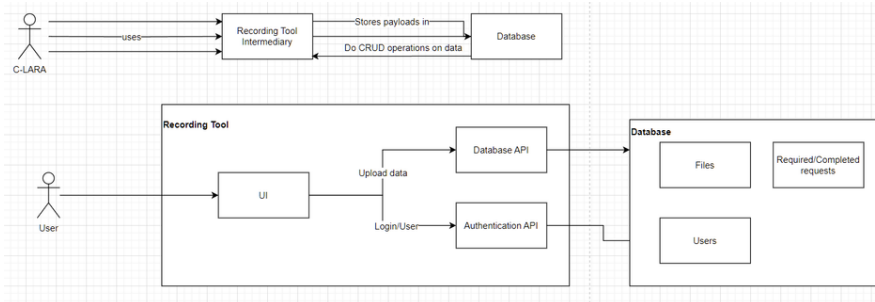 Stores payloads in
uses
Recording Tool
Intermediary
Database
Do CRUD operations on data
C-LARA
Recording Tool
Database
Database API
Files
Required/Completed
requests
Upload data
UI
User
Login/User
Authentication API
Users